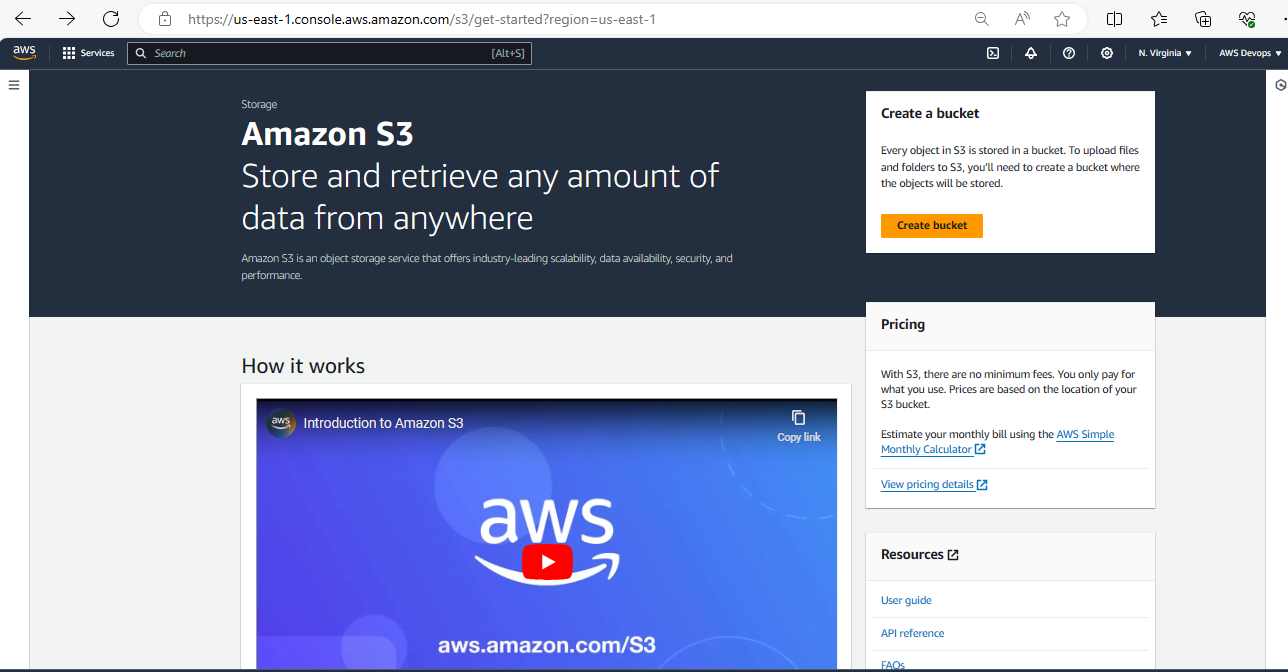 https://us-east-1.console.aws.amazon.com/s3/get-started?region=us-east-1
aws
Services
Search
[Alt+S]
N. Virginia
AWS Devops
Storage
Amazon S3
Store and retrieve any amount of
data from anywhere
Amazon S3 is an object storage service that offers industry-leading scalability, data availability, security, and
performance.
Create a bucket
Every object in S3 is stored in a bucket. To upload files
and folders to S3, you'll need to create a bucket where
the objects will be stored.
Create bucket
How it works
aws
Introduction to Amazon S3
Copy link
aws
aws.amazon.com/S3
Pricing
With S3, there are no minimum fees. You only pay for
what you use. Prices are based on the location of your
S3 bucket.
Estimate your monthly bill using the AWS Simple
Monthly Calculator
View pricing details
Resources
User guide
API reference
FAQs